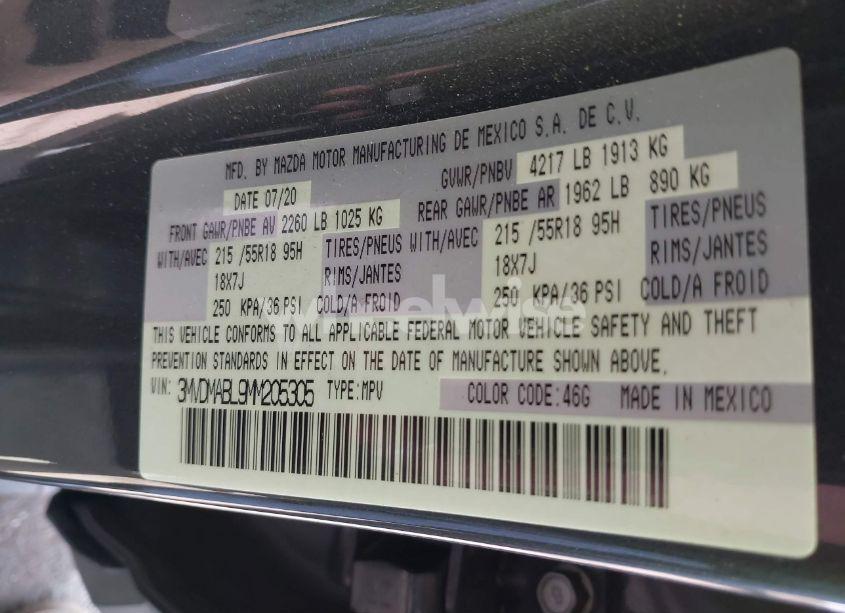 MFD. BY MAZDA MOTOR MANUFACTURING DE MEXICO S.A. DE C.V.
DATE 07/20 GVWR/PNBV 4217 LB 1913 KG
FRONT GAWR/PNBE AV 2260 LB 1025 KG REAR GAWR/PNBE AR 1962 LB 890 KG
WITH/AVEC 215 /55R18 95H TIRES/PNEUS WITH/AVEC 215 /55R18 95H TIRES/PNEUS
18X7J RIMS/JANTES 18X7J RIMS/JANTES
250 KPA/36 PSI COLD/A FROID 250 KPA/36 PSI COLD/A FROID
THIS VEHICLE CONFORMS TO ALL APPLICABLE FEDERAL MOTOR VEHICLE SAFETY AND THEFT
PREVENTION STANDARDS IN EFFECT ON THE DATE OF MANUFACTURE SHOWN ABOVE.
VIN: 3MVDMABL9MM205305 TYPE:MPV COLOR CODE:46G MADE IN MEXICO